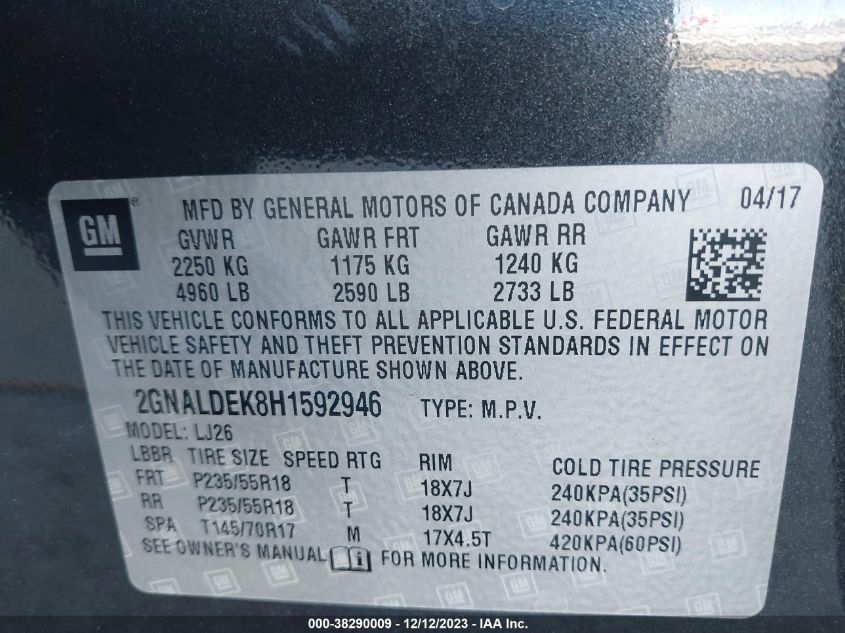 GM ® MFD BY GENERAL MOTORS OF CANADA COMPANY 04/17
GVWR GAWR FRT GAWR RR
2250 KG 1175 KG 1240 KG
4960 LB 2590 LB 2733 LB
THIS VEHICLE CONFORMS TO ALL APPLICABLE U.S. FEDERAL MOTOR
VEHICLE SAFETY AND THEFT PREVENTION STANDARDS IN EFFECT ON
THE DATE OF MANUFACTURE SHOWN ABOVE.
2GNALDEK8H1592946 TYPE: M.P.V.
MODEL: LJ26
LBBR TIRE SIZE SPEED RTG RIM COLD TIRE PRESSURE
FRT P235/55R18 T 18X7J 240KPA(35PSI)
RR P235/55R18 T 18X7J 240KPA(35PSI)
SPA T145/70R17 M 17X4.5T 420KPA(60PSI)
SEE OWNER'S MANUAL FOR MORE INFORMATION.
000-38290009 - 12/12/2023 - IAA Inc.